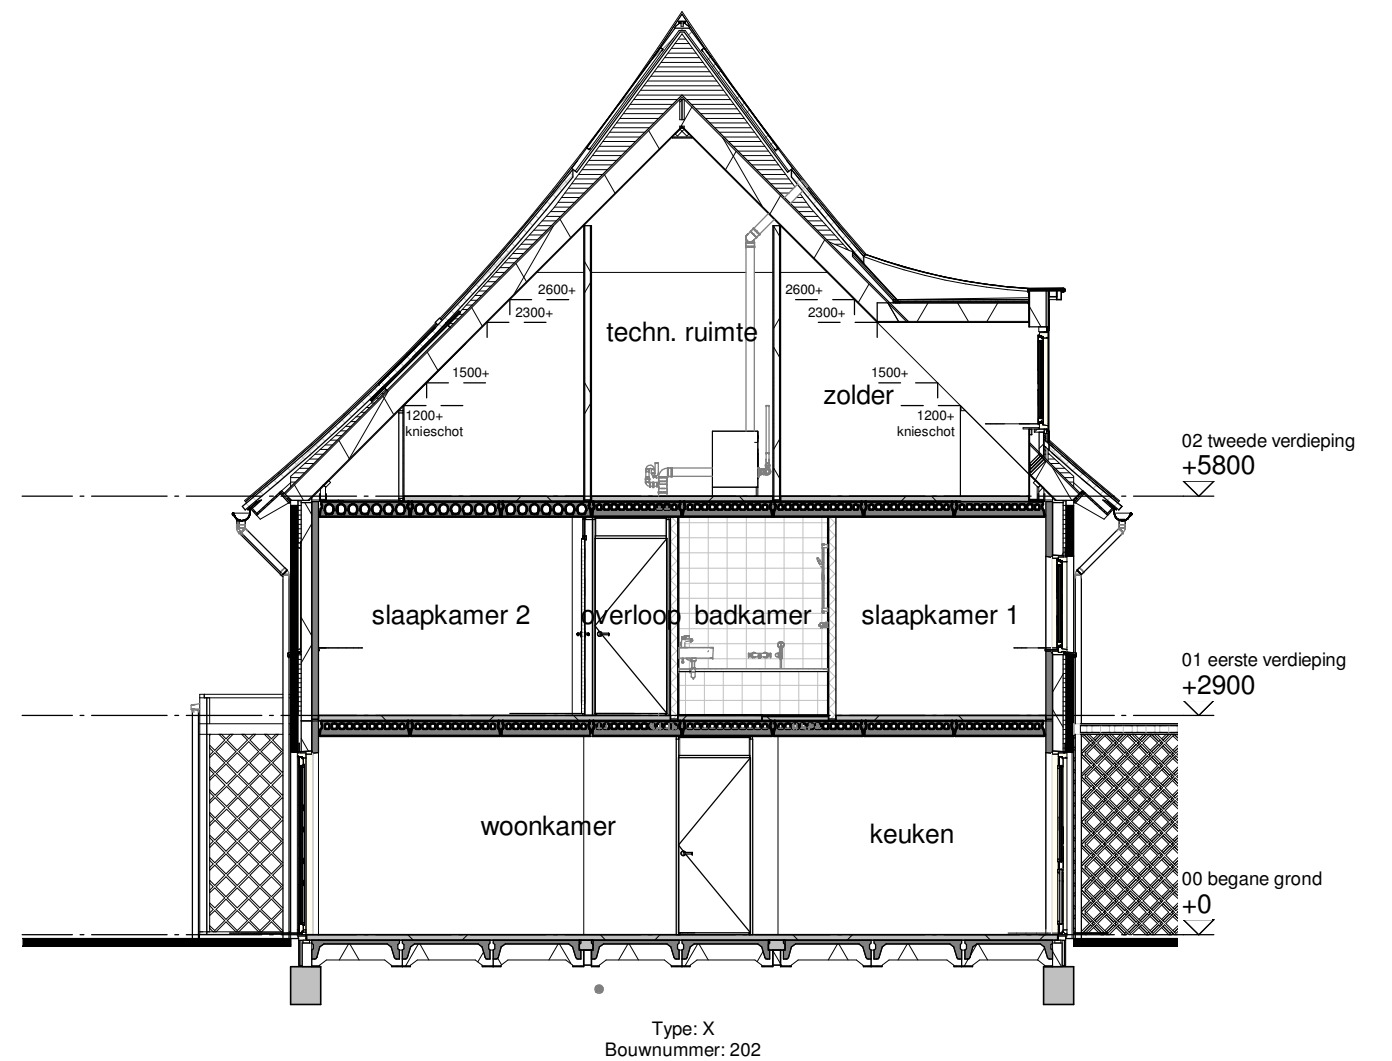 2600+
2300+
1500+
1200+
knieschot
techn. ruimte
2600+
2300+
1500+
zolder
1200+
knieschot
02 tweede verdieping
+5800
slaapkamer 2
overloop
badkamer
slaapkamer 1
01 eerste verdieping
+2900
woonkamer
keuken
00 begane grond
+0
Type: X
Bouwnummer: 202